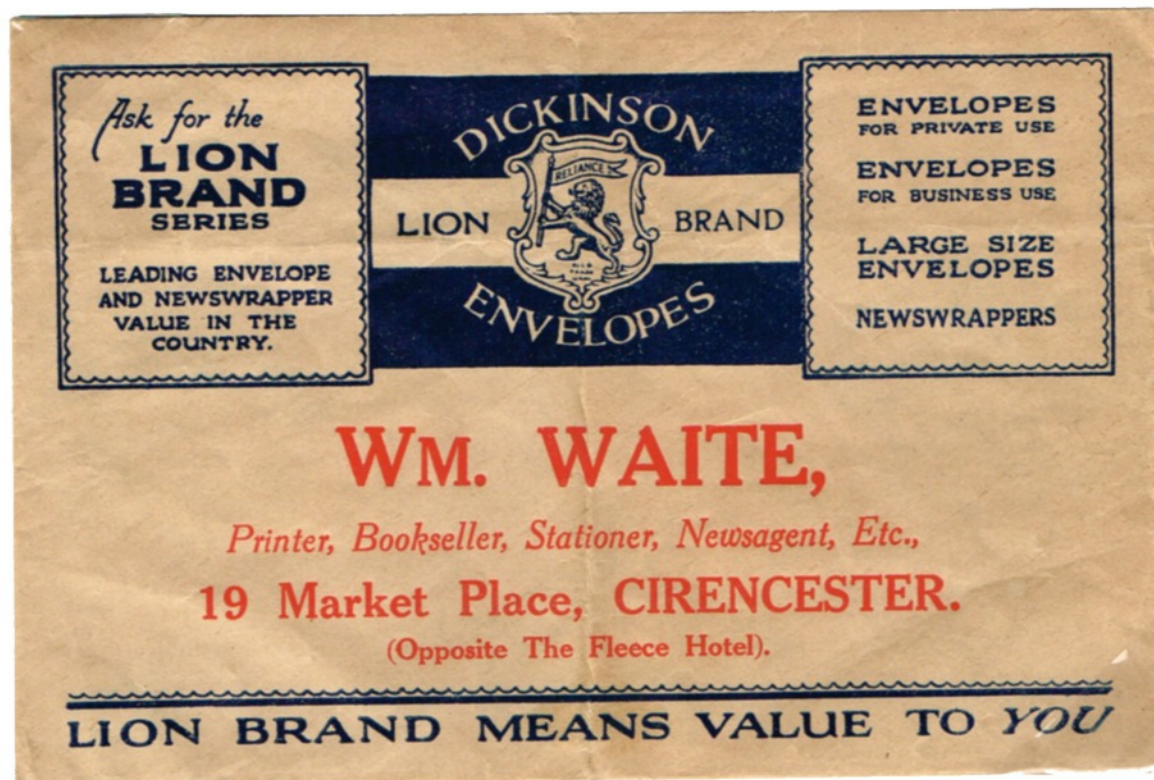 Ask for the
LION
BRAND
SERIES
LEADING ENVELOPE
AND NEWSWRAPPER
VALUE IN THE
COUNTRY.
DICKINSON
RELIANCE
LION BRAND
TRADE
ENVELOPES
ENVELOPES
FOR PRIVATE USE
ENVELOPES
FOR BUSINESS USE
LARGE SIZE
ENVELOPES
NEWSWRAPPERS
WM. WAITE,
Printer, Bookseller, Stationer, Newsagent, Etc.,
19 Market Place, CIRENCESTER.
(Opposite The Fleece Hotel).
LION BRAND MEANS VALUE TO YOU